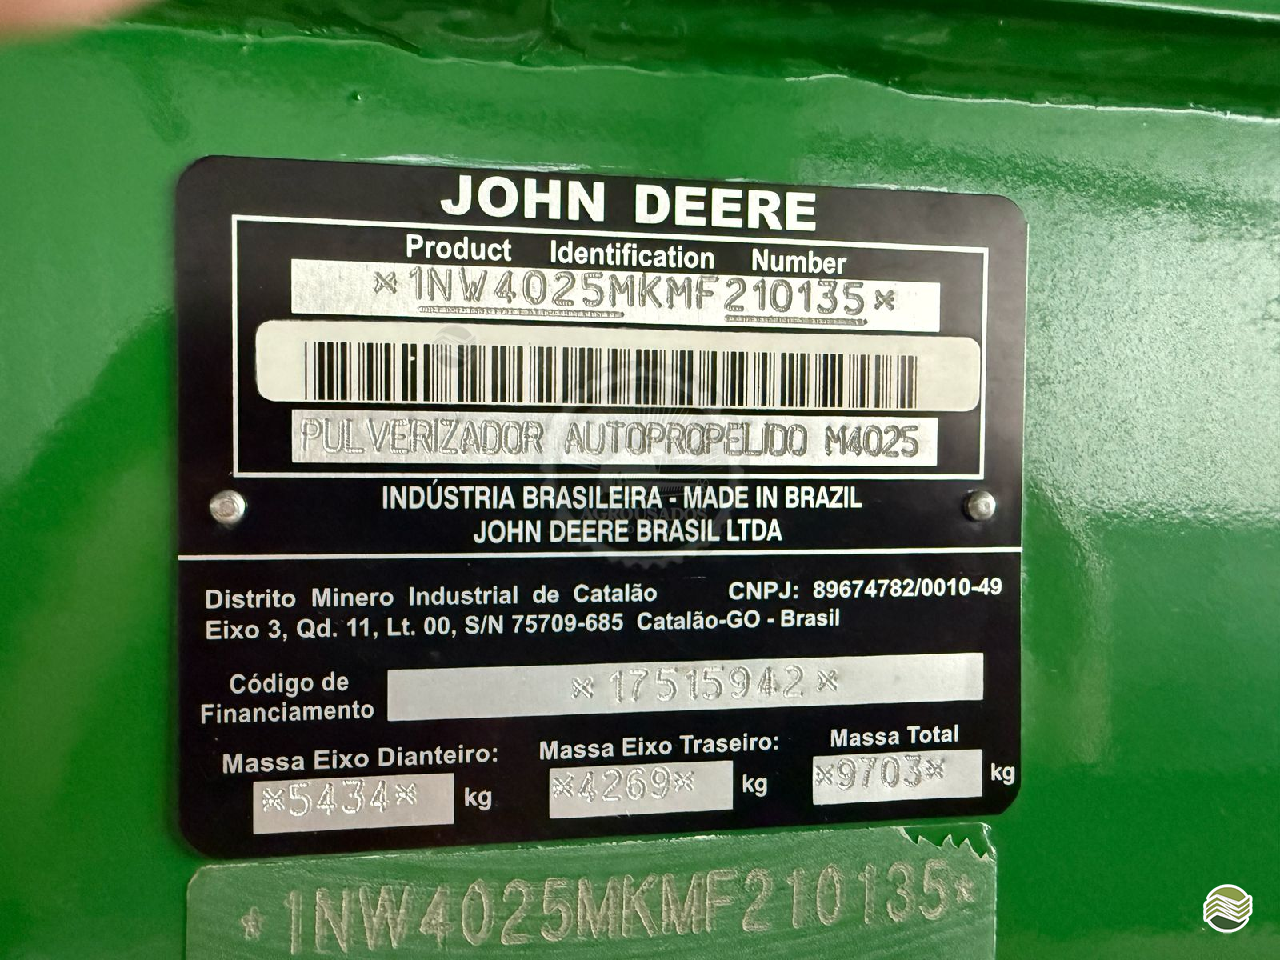 JOHN DEERE
Product Identification Number
*1NW4025MKMF210135*
PULVERIZADOR AUTOPROPELIDO M4025
INDÚSTRIA BRASILEIRA - MADE IN BRAZIL
JOHN DEERE BRASIL LTDA
Distrito Minero Industrial de Catalão CNPJ: 89674782/0010-49
Eixo 3, Qd. 11, Lt. 00, S/N 75709-685 Catalão-GO - Brasil
Código de
Financiamento
*17515942*
Massa Eixo Dianteiro: Massa Eixo Traseiro: Massa Total
*5434* kg *4269* kg *9703* kg
*1NW4025MKMF210135*
AGROUSADOS